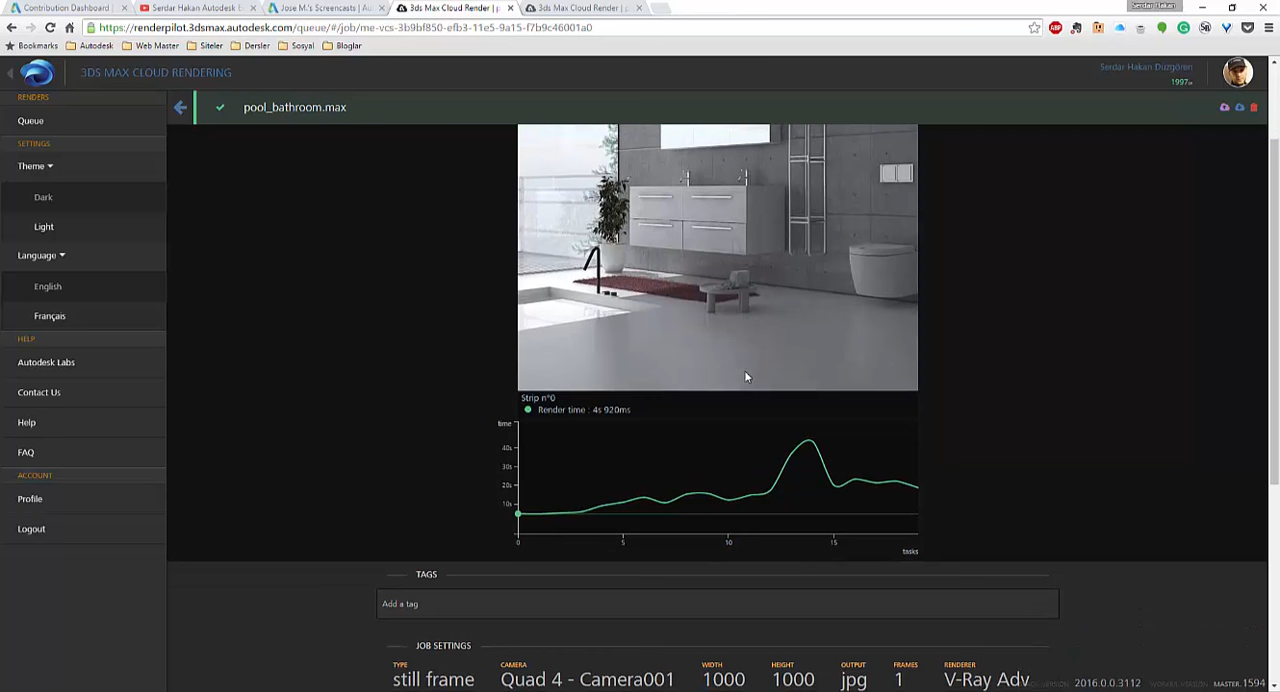 Contribution Dashboard |
Serdar Hakan Autodesk E
Jose M.'s Screencasts | Au
3ds Max Cloud Render | p
3ds Max Cloud Render | p
Serdar Hakan
https://renderpilot.3dsmax.autodesk.com/queue/#/job/me-vcs-3b9bf850-efb3-11e5-9a15-f7b9c46001a0
Bookmarks Autodesk Web Master Siteler Dersler Sosyal Bloglar
3DS MAX CLOUD RENDERING
Serdar Hakan Düzgören
1997
RENDERS
Queue
SETTINGS
Theme
Dark
Light
Language
English
Français
HELP
Autodesk Labs
Contact Us
Help
FAQ
ACCOUNT
Profile
Logout
pool_bathroom.max
Strip n°0
Render time : 4s 920ms
time
40s
30s
20s
10s
0 5 10 15
tasks
TAGS
Add a tag
JOB SETTINGS
TYPE CAMERA WIDTH HEIGHT OUTPUT FRAMES RENDERER
still frame Quad 4 - Camera001 1000 1000 jpg 1 V-Ray Adv
2016.0.0.3112 MASTER.1594